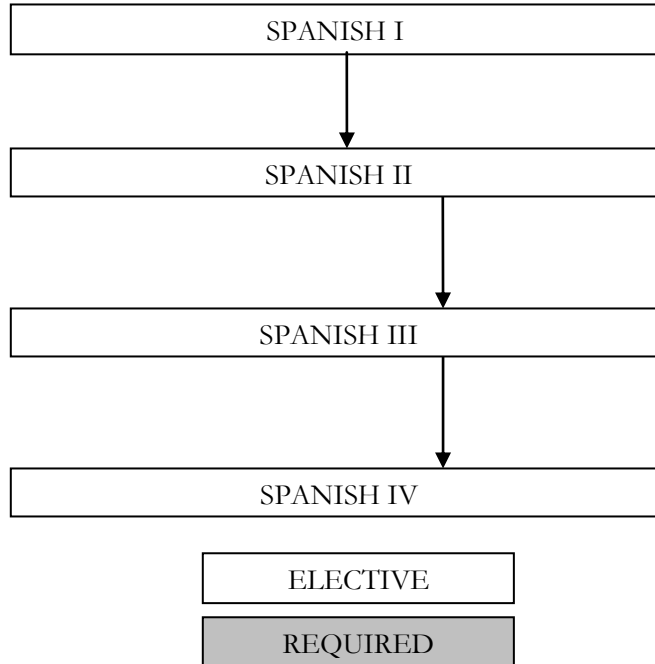 SPANISH I
SPANISH II
SPANISH III
SPANISH IV
ELECTIVE
REQUIRED